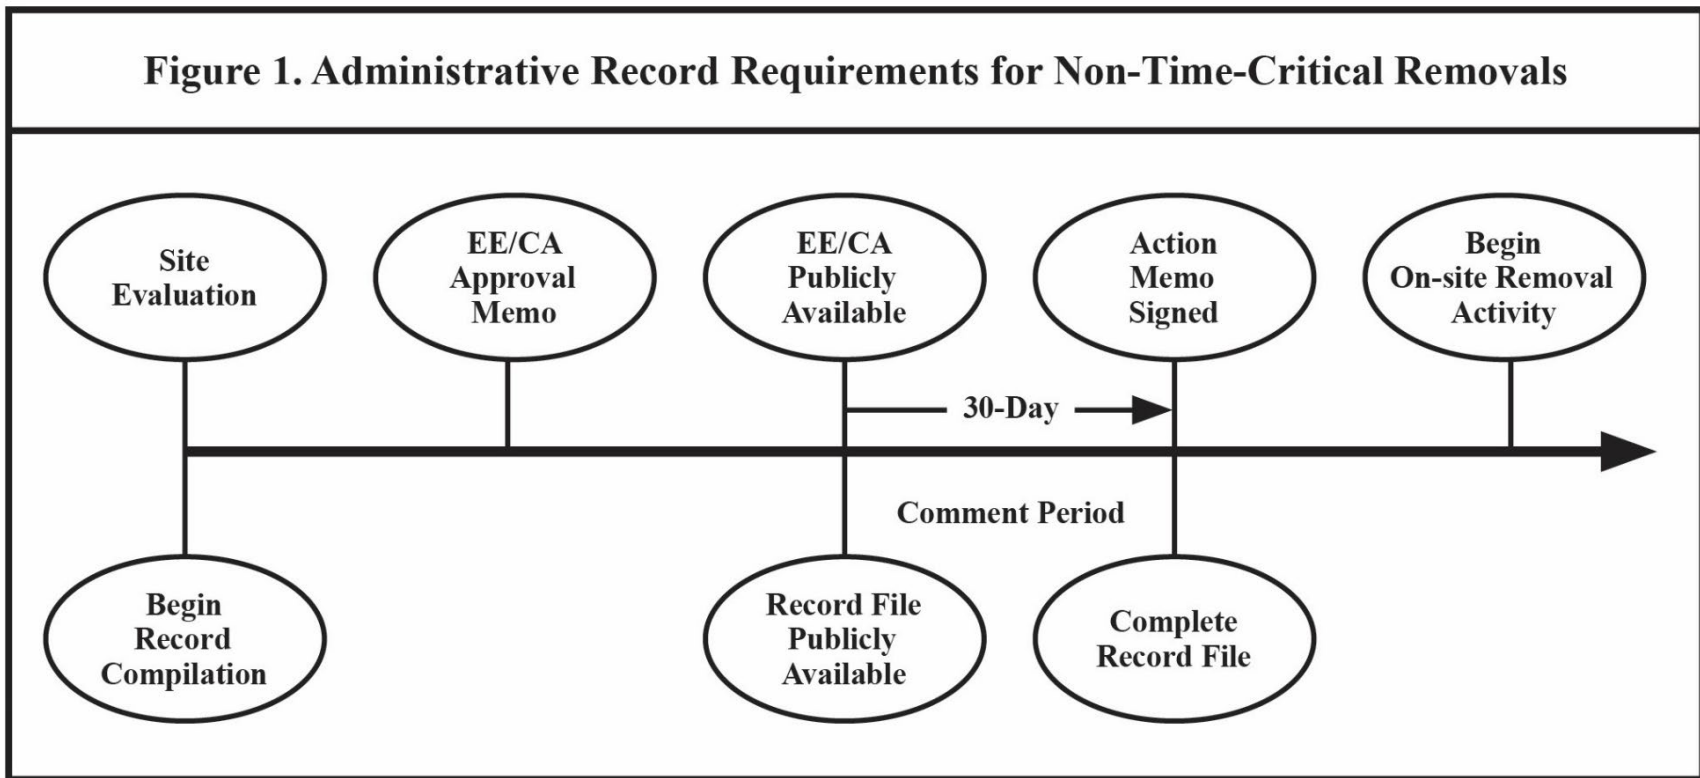 Figure 1. Administrative Record Requirements for Non-Time-Critical Removals
Site
Evaluation
EE/CA
Approval
Memo
EE/CA
Publicly
Available
Action
Memo
Signed
Begin
On-site Removal
Activity
30-Day
Comment Period
Begin
Record
Compilation
Record File
Publicly
Available
Complete
Record File